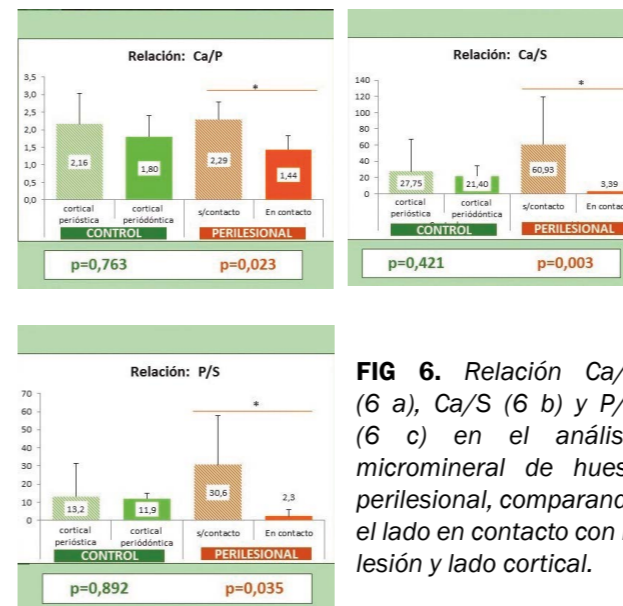 Relación: Ca/P
3,5
3,0
2,5
2,0
1,5
1,0
0,5
0,0
*
2,16
1,80
2,29
1,44
cortical perióstica
cortical periódóntica
s/contacto
En contacto
CONTROL
PERILESIONAL
p=0,763
p=0,023
Relación: Ca/S
140
120
100
80
60
40
20
0
*
27,75
21,40
60,93
3,39
cortical perióstica
cortical periódóntica
s/contacto
En contac
CONTROL
PERILESIONAL
p=0,421
p=0,003
Relación: P/S
70
60
50
40
30
20
10
0
*
13,2
11,9
30,6
2,3
cortical perióstica
cortical periódóntica
s/contacto
En contacto
CONTROL
PERILESIONAL
p=0,892
p=0,035
FIG 6. Relación Ca/
(6 a), Ca/S (6 b) y P/
(6 c) en el anális
micromineral de hues
perilesional, comparand
el lado en contacto con
lesión y lado cortical.